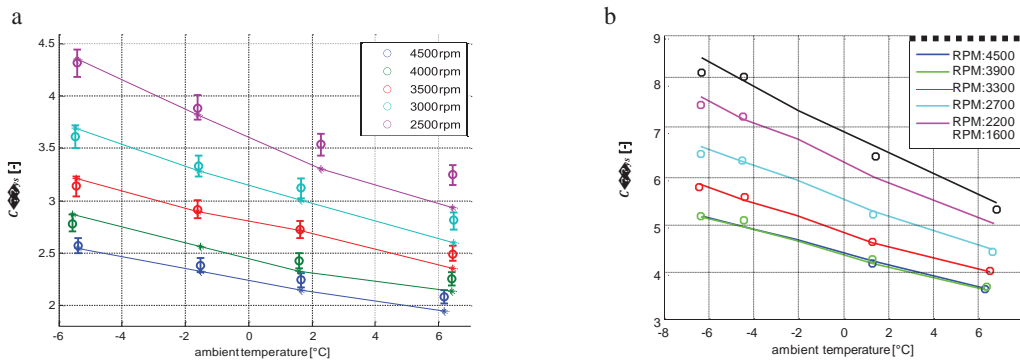 a
4.5
4
3.5
3
2.5
2
-6 -4 -2 0 2 4 6
ambient temperature [°C]
4500rpm
4000rpm
3500rpm
3000rpm
2500rpm
b
9
8
7
6
5
4
3
-8 -6 -4 -2 0 2 4 6 8
ambient temperature [°C]
RPM:4500
RPM:3900
RPM:3300
RPM:2700
RPM:2200
RPM:1600